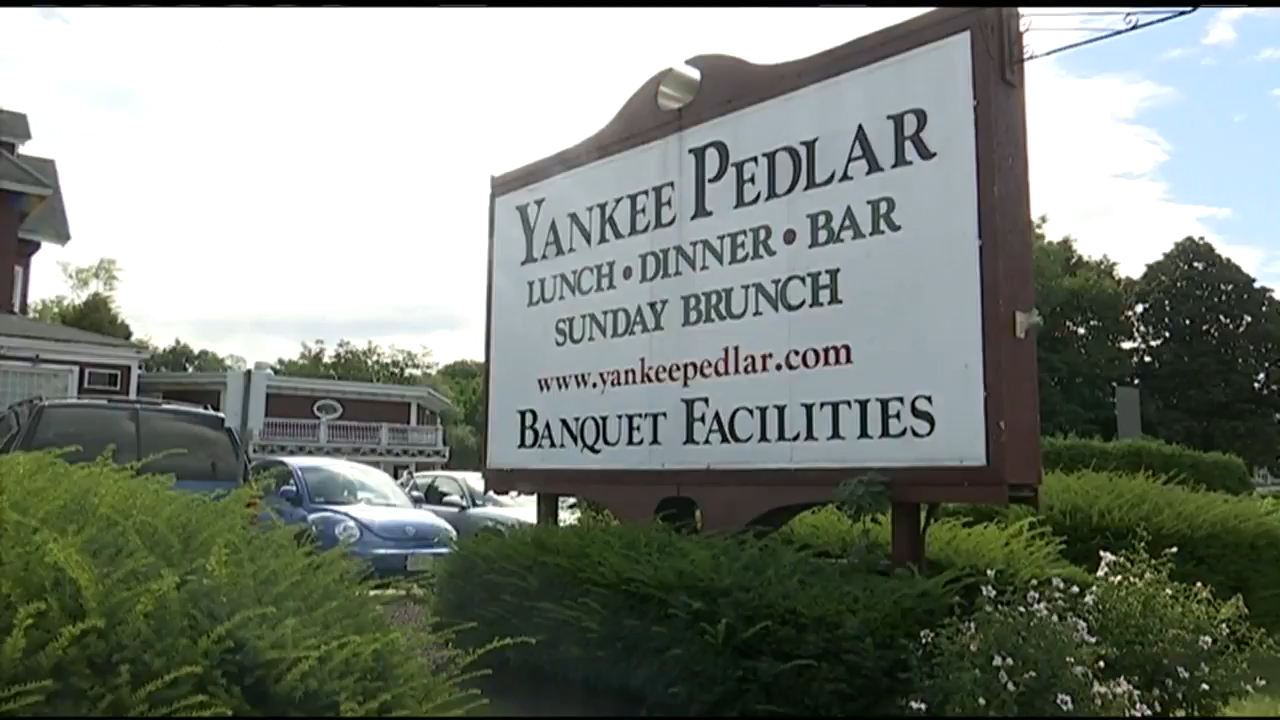 YANKEE PEDLAR
LUNCH • DINNER • BAR
SUNDAY BRUNCH
www.yankeepedlar.com
BANQUET FACILITIES